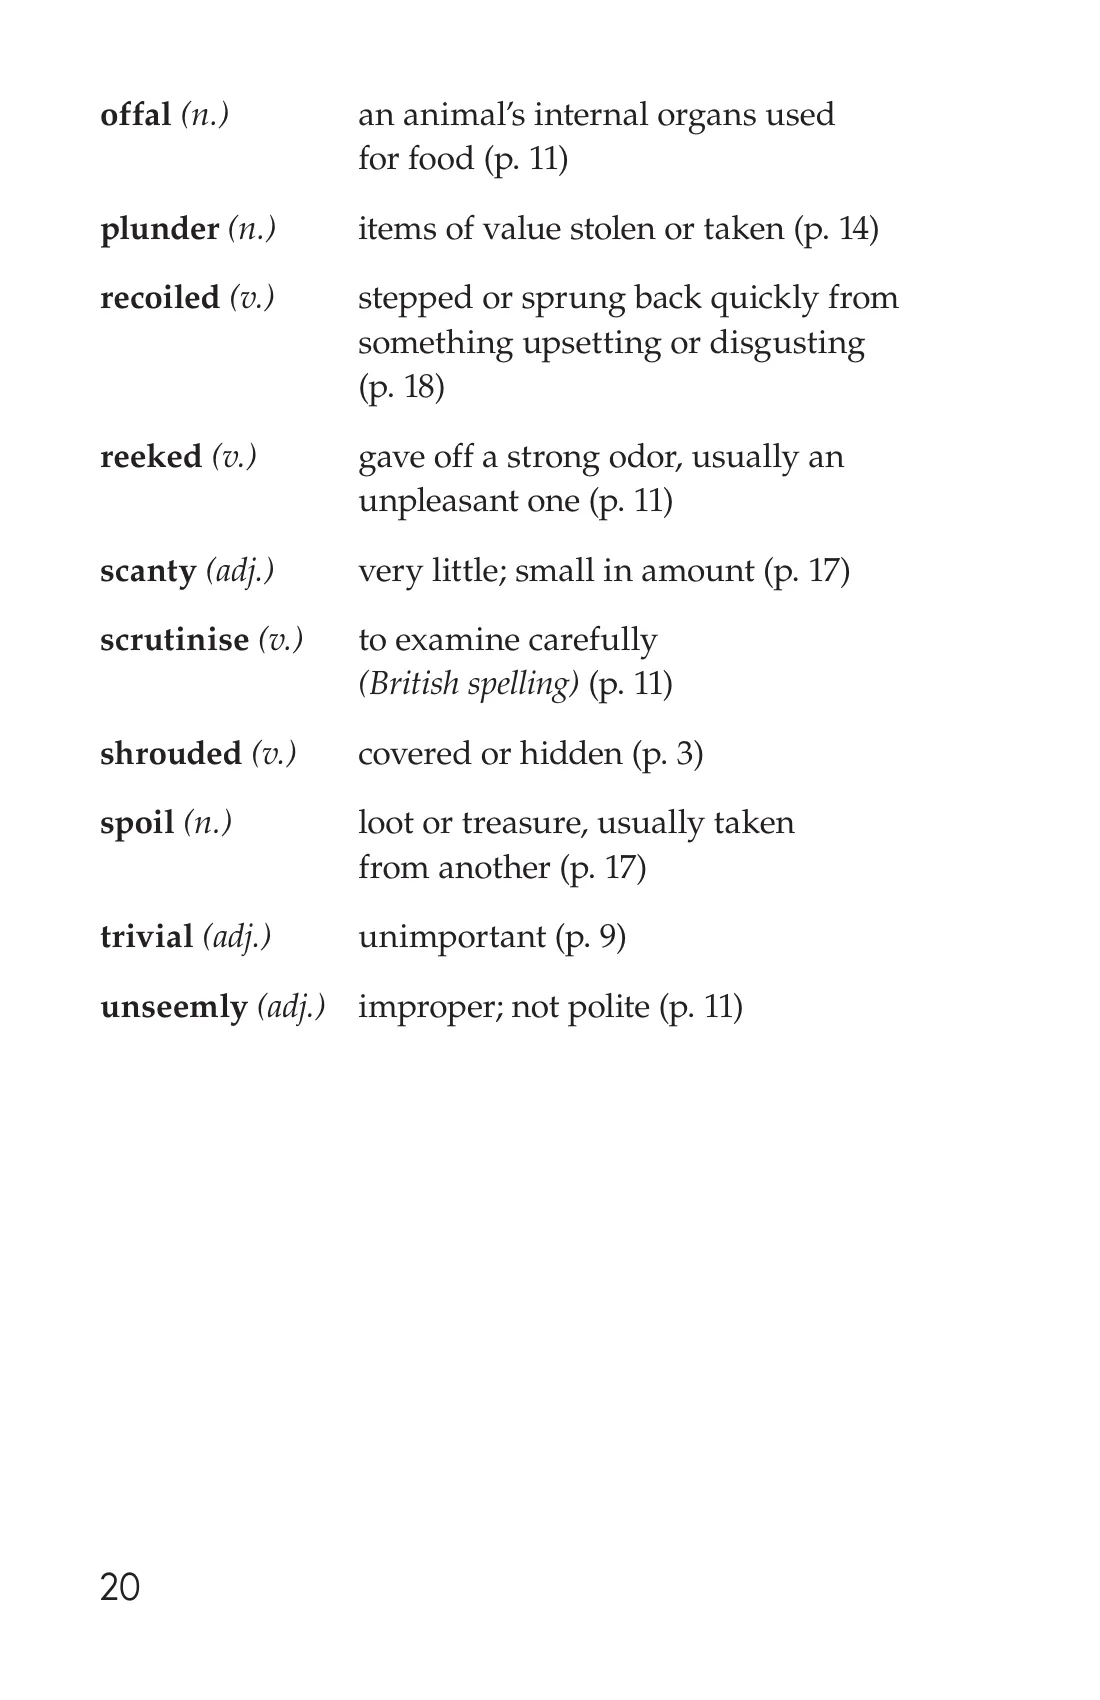 offal (n.) an animal’s internal organs used
for food (p. 11)
plunder (n.) items of value stolen or taken (p. 14)
recoiled (v.) stepped or sprung back quickly from
something upsetting or disgusting
(p. 18)
reeked (v.) gave off a strong odor, usually an
unpleasant one (p. 11)
scanty (adj.) very little; small in amount (p. 17)
scrutinise (v.) to examine carefully
(British spelling) (p. 11)
shrouded (v.) covered or hidden (p. 3)
spoil (n.) loot or treasure, usually taken
from another (p. 17)
trivial (adj.) unimportant (p. 9)
unseemly (adj.) improper; not polite (p. 11)
20